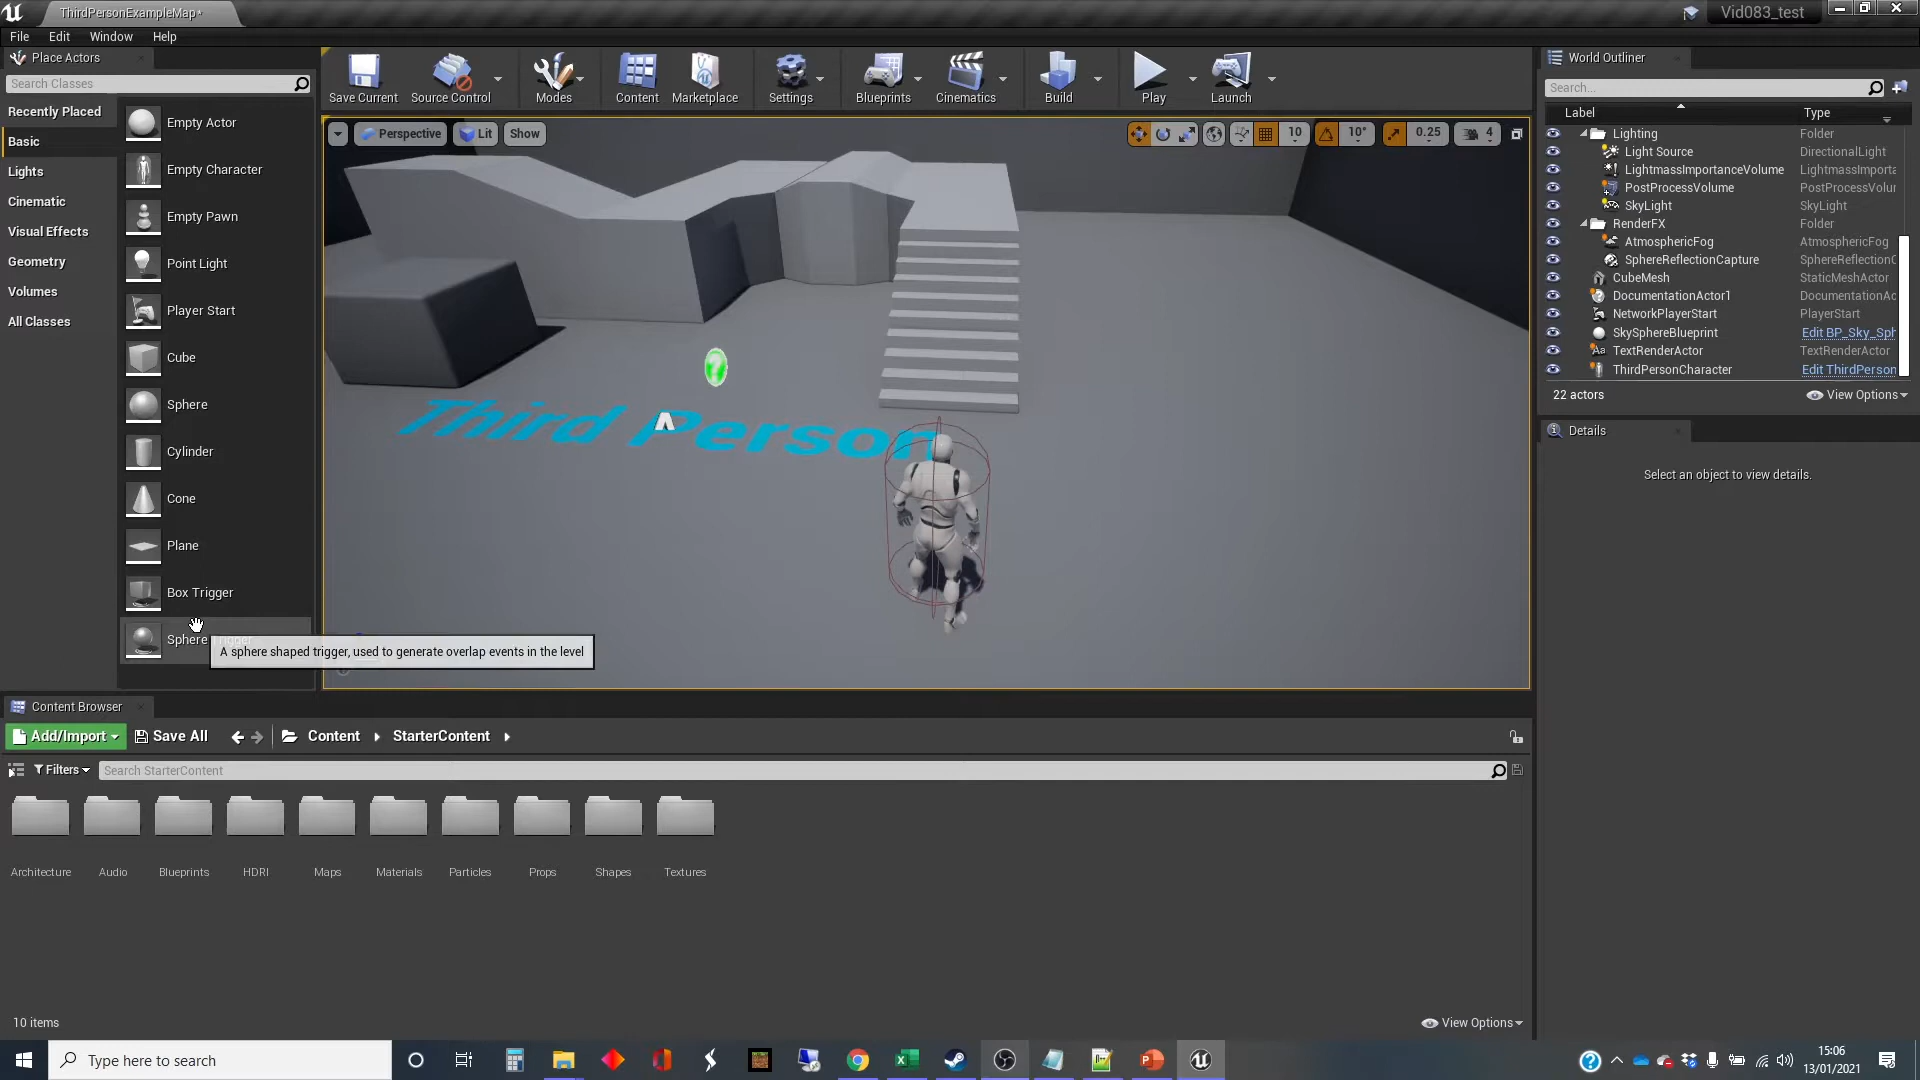 ThirdPersonExampleMap*
Vid083_test
File Edit Window Help
Place Actors
Search Classes
Recently Placed
Basic
Lights
Cinematic
Visual Effects
Geometry
Volumes
All Classes
Empty Actor
Empty Character
Empty Pawn
Point Light
Player Start
Cube
Sphere
Cylinder
Cone
Plane
Box Trigger
Sphere
A sphere shaped trigger, used to generate overlap events in the level
Save Current Source Control Modes Content Marketplace Settings Blueprints Cinematics Build Play Launch
Perspective Lit Show 10 10° 0.25 4
Third Person
World Outliner
Search...
Label Type
Lighting Folder
Light Source DirectionalLight
LightmassImportanceVolume LightmassImporta
PostProcessVolume PostProcessVolur
SkyLight SkyLight
RenderFX Folder
AtmosphericFog AtmosphericFog
SphereReflectionCapture SphereReflectionC
CubeMesh StaticMeshActor
DocumentationActor1 DocumentationAc
NetworkPlayerStart PlayerStart
SkySphereBlueprint Edit BP_Sky_Sph
TextRenderActor TextRenderActor
ThirdPersonCharacter Edit ThirdPerson
22 actors View Options
Details
Select an object to view details.
Content Browser
Add/Import Save All Content StarterContent
Filters Search StarterContent
Architecture Audio Blueprints HDRI Maps Materials Particles Props Shapes Textures
10 items View Options
Type here to search
15:06
13/01/2021